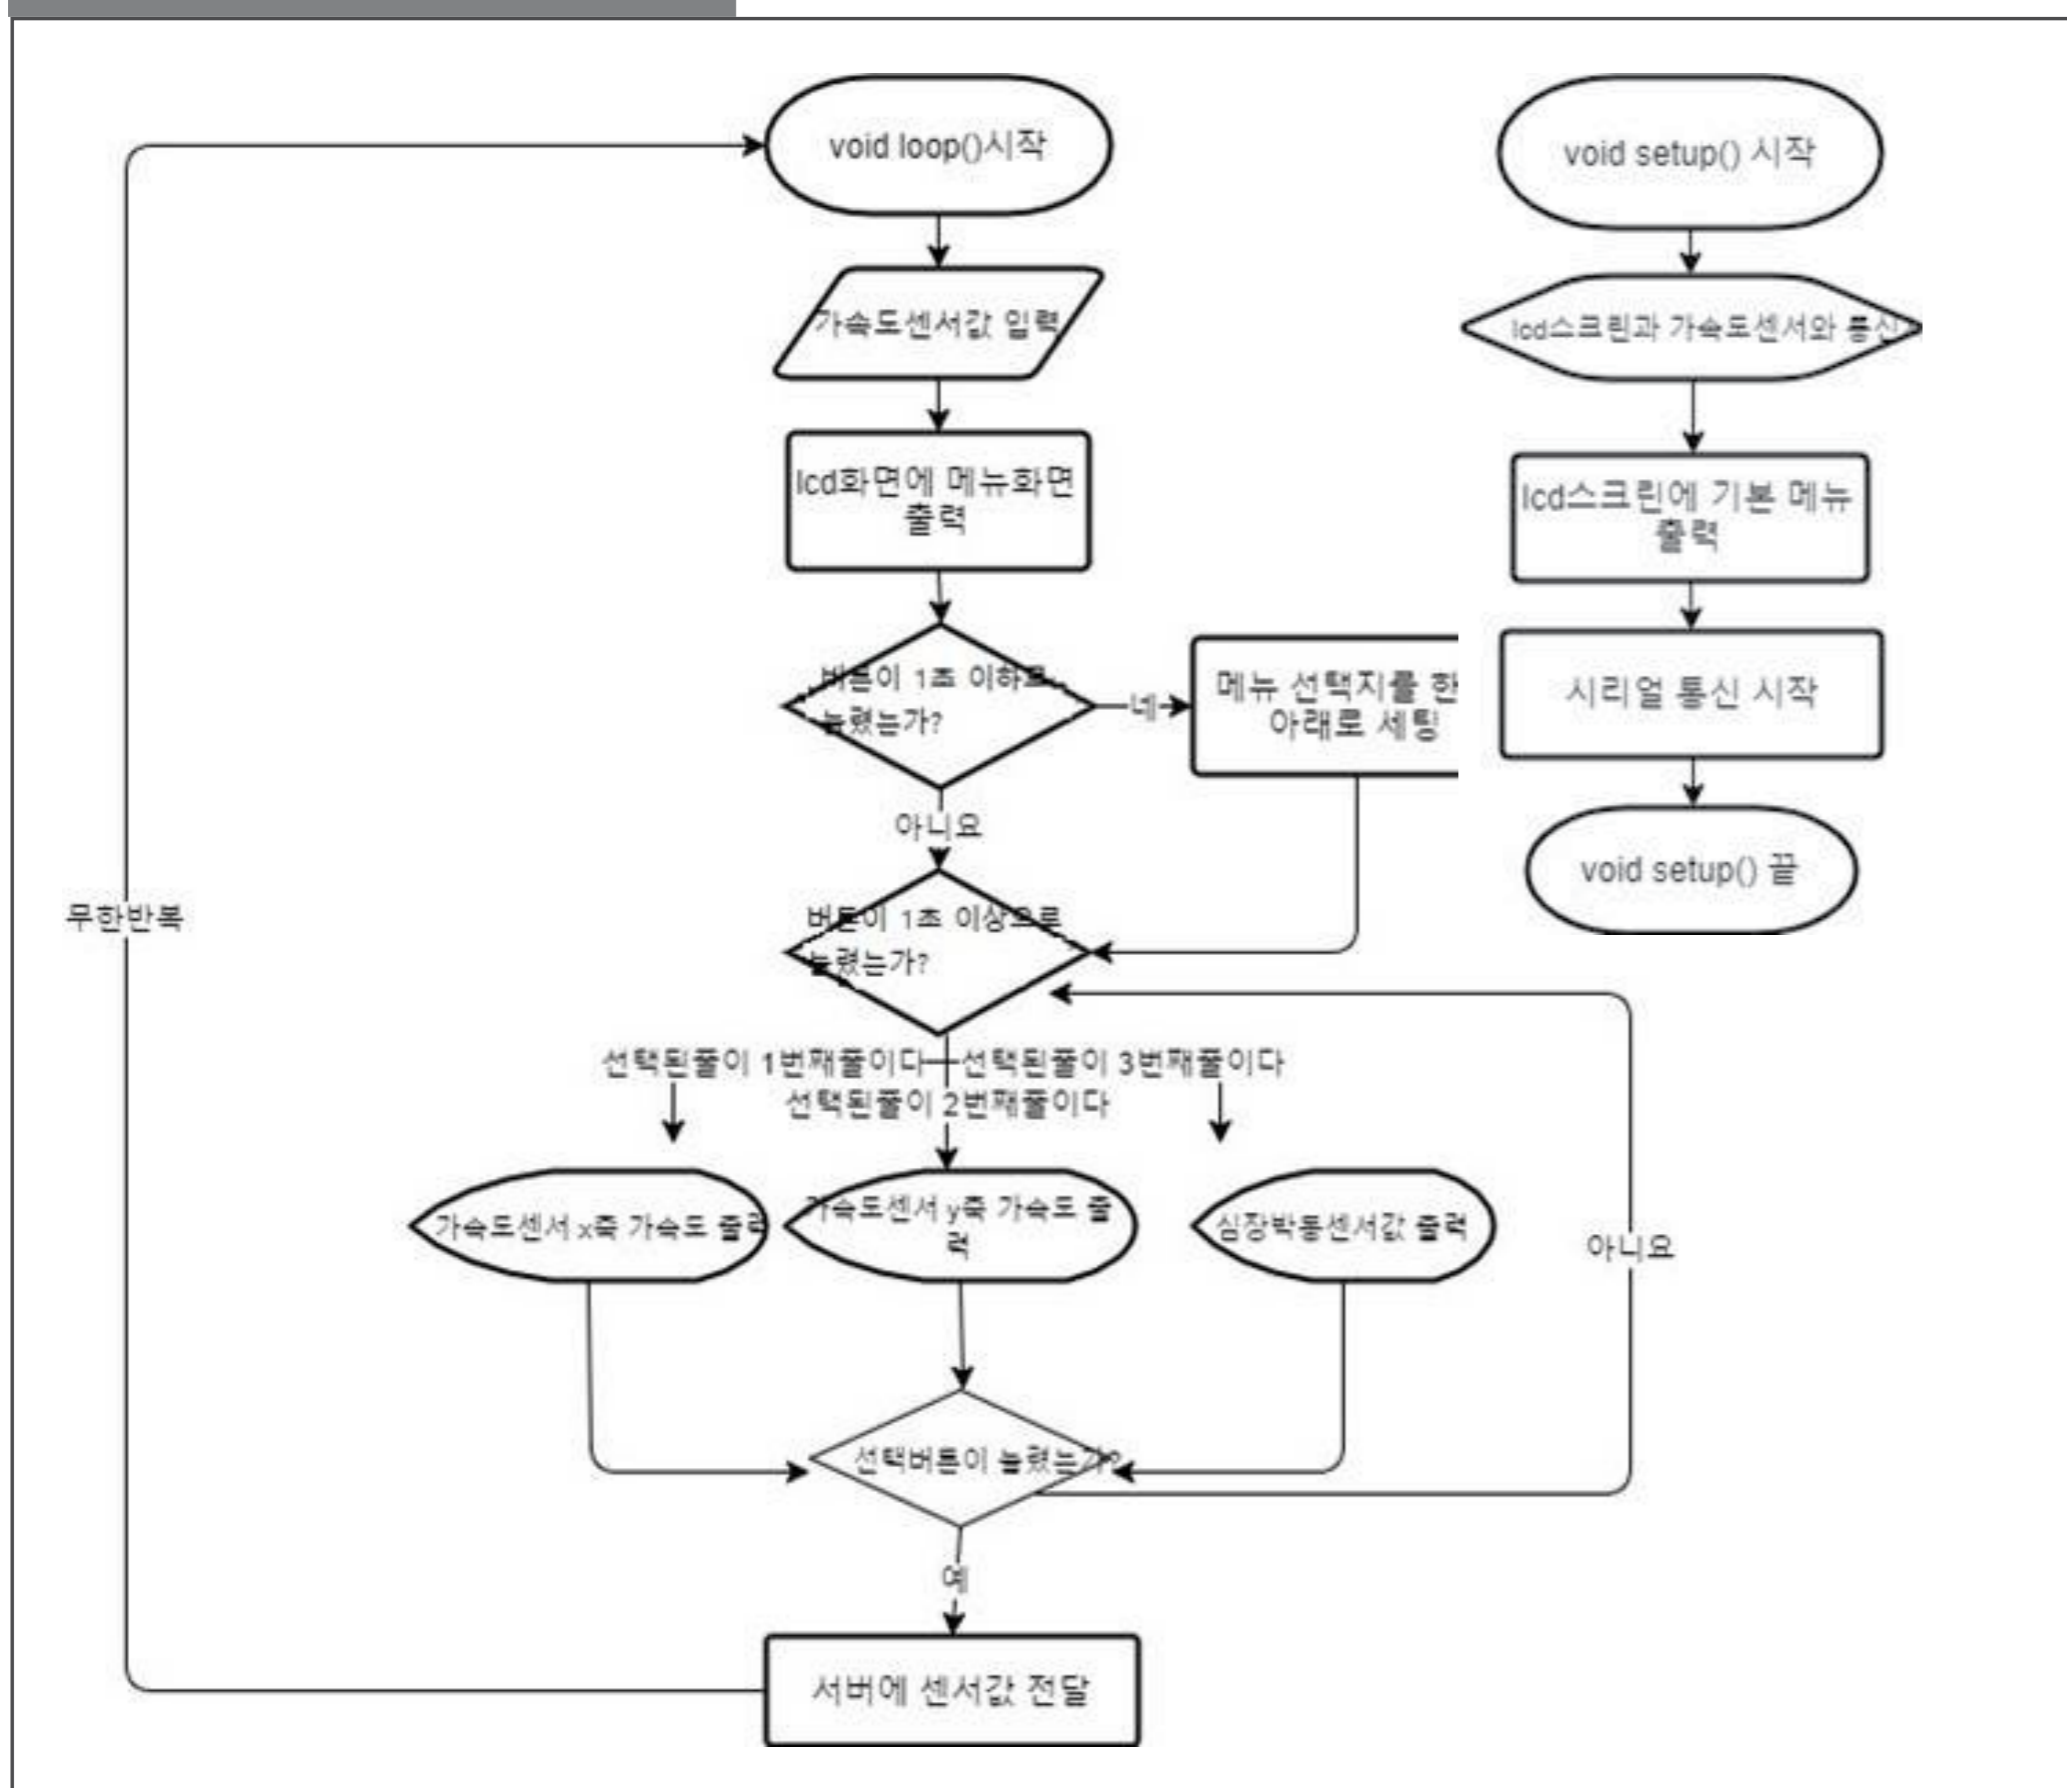 void loop()시작
가속도센서값 입력
lcd화면에 메뉴화면
출력
버튼이 1초 이하로
눌렸는가?
네
메뉴 선택지를 한
아래로 세팅
아니요
버튼이 1초 이상으로
눌렸는가?
선택된풀이 1번째풀이다
선택된풀이 3번째풀이다
선택된풀이 2번째풀이다
가속도센서 x축 가속도 출력
가속도센서 y축 가속도 출
력
심장박동센서값 출력
선택버튼이 눌렸는가?
아니요
예
서버에 센서값 전달
무한반복
void setup() 시작
lcd스크린과 가속도센서와 통신
lcd스크린에 기본 메뉴
출력
시리얼 통신 시작
void setup() 끝